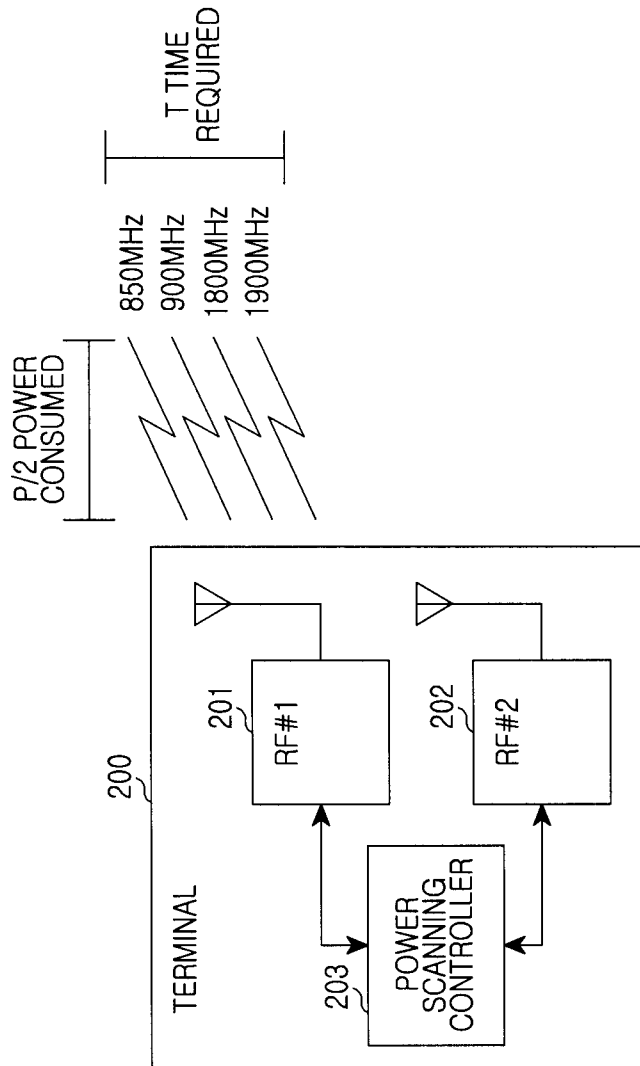 200
TERMINAL
203
POWER
SCANNING
CONTROLLER
201
RF#1
202
RF#2
P/2 POWER
CONSUMED
850MHz
900MHz
1800MHz
1900MHz
T TIME
REQUIRED